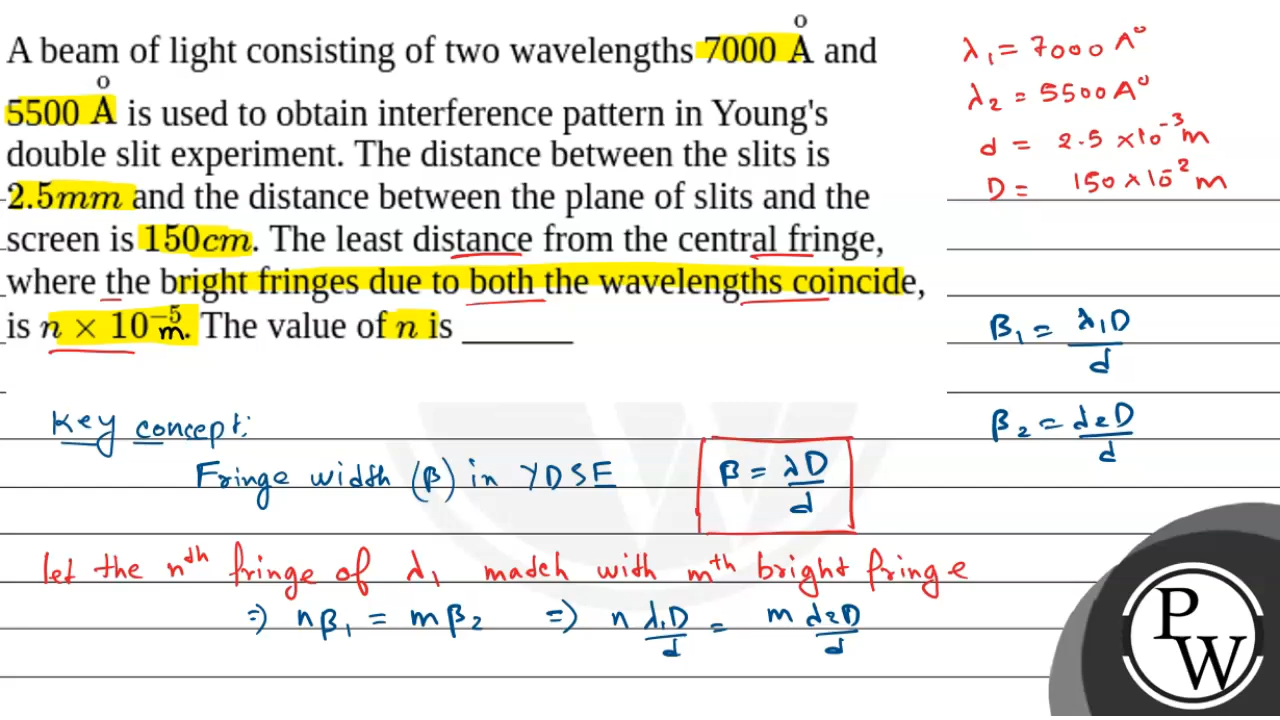 A beam of light consisting of two wavelengths 7000 Å and
5500 Å is used to obtain interference pattern in Young's
double slit experiment. The distance between the slits is
2.5mm and the distance between the plane of slits and the
screen is 150cm. The least distance from the central fringe,
where the bright fringes due to both the wavelengths coincide,
is n × 10⁻⁵ m. The value of n is ______
λ₁ = 7000 A°
λ₂ = 5500 A°
d = 2.5 × 10⁻³ m
D = 150 × 10⁻² m
β₁ = λ₁D/d
β₂ = λ₂D/d
Key concept:
Fringe width (β) in YDSE β = λD/d
let the nᵗʰ fringe of λ₁ match with mᵗʰ bright fringe
⇒ nβ₁ = mβ₂ ⇒ n λ₁D/d = m λ₂D/d
PW